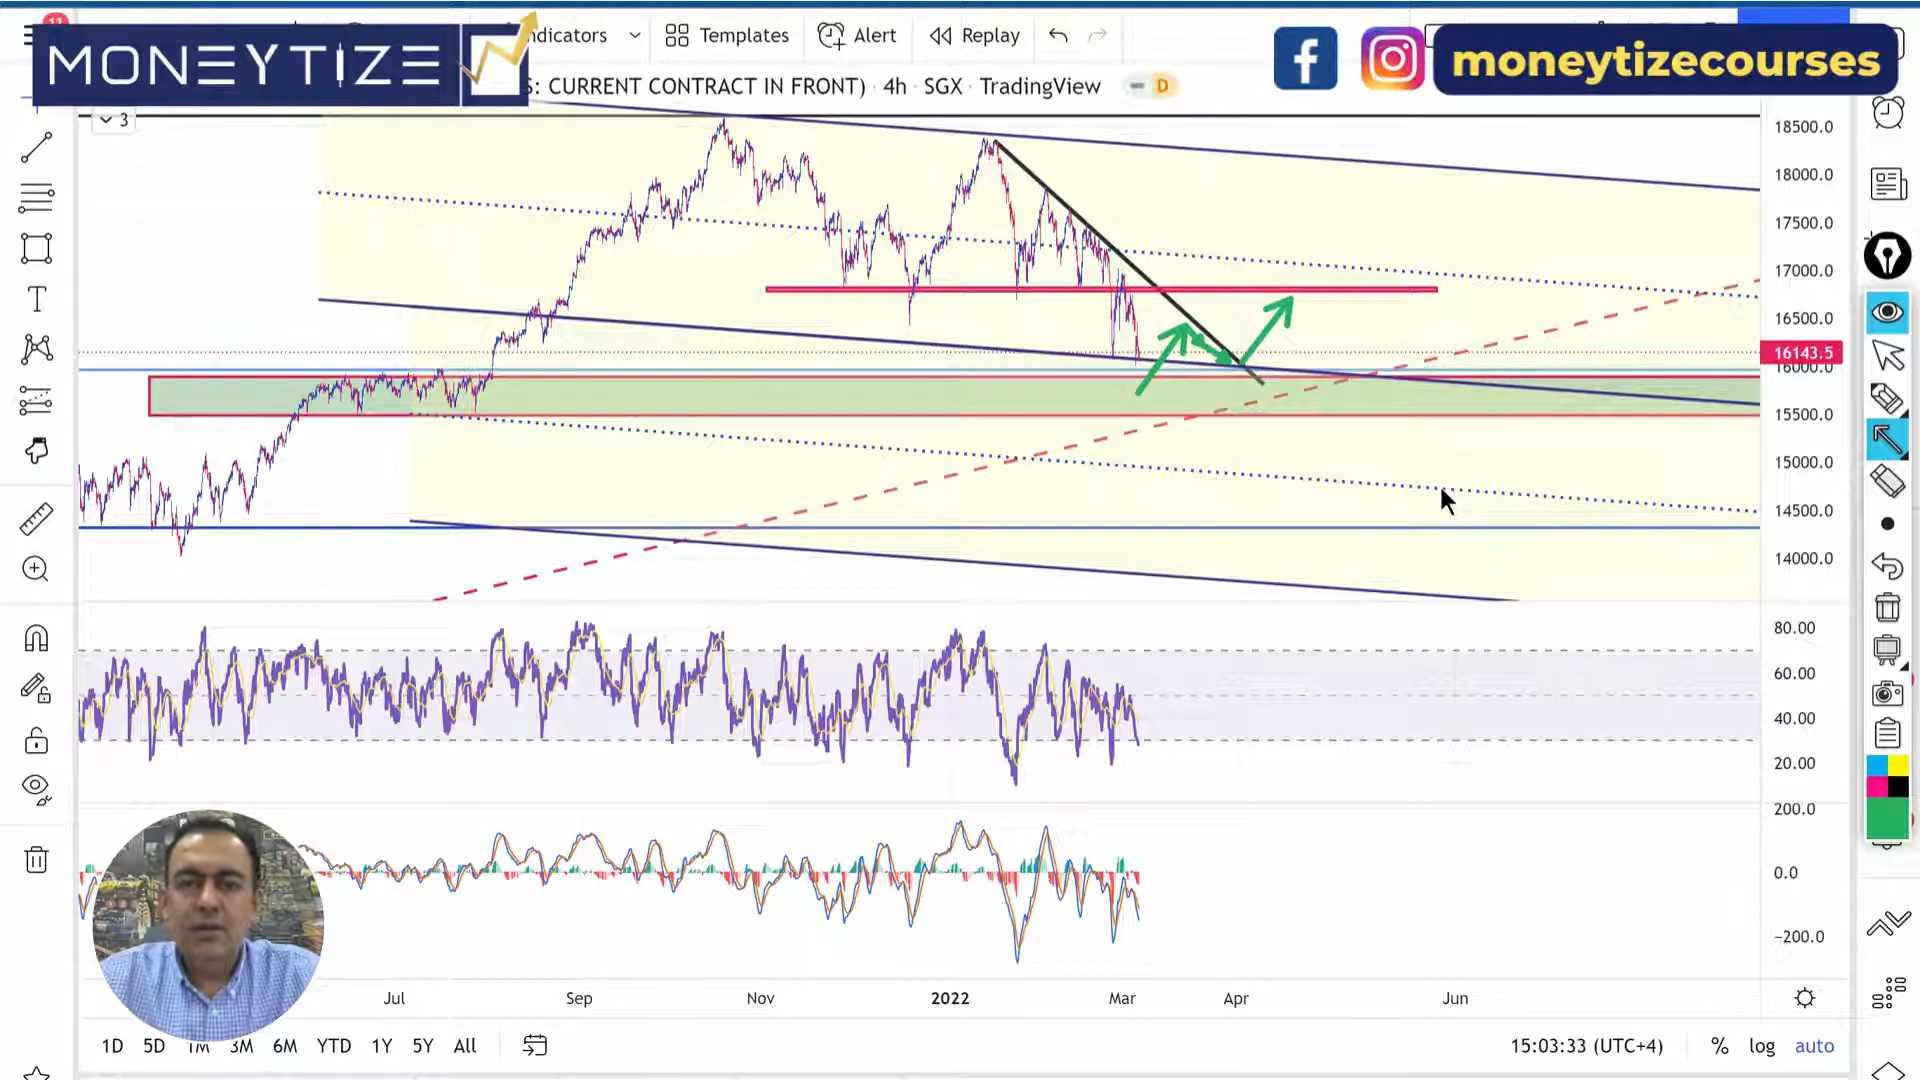 11
MONEYTIZE
ndicators
Templates
Alert
Replay
moneytizecourses
S: CURRENT CONTRACT IN FRONT) · 4h · SGX · TradingView
D
3
18500.0
18000.0
17500.0
17000.0
16500.0
16143.5
16000.0
15500.0
15000.0
14500.0
14000.0
80.00
60.00
40.00
20.00
200.0
0.0
−200.0
Jul
Sep
Nov
2022
Mar
Apr
Jun
1D 5D 1M 3M 6M YTD 1Y 5Y All
15:03:33 (UTC+4)
% log auto